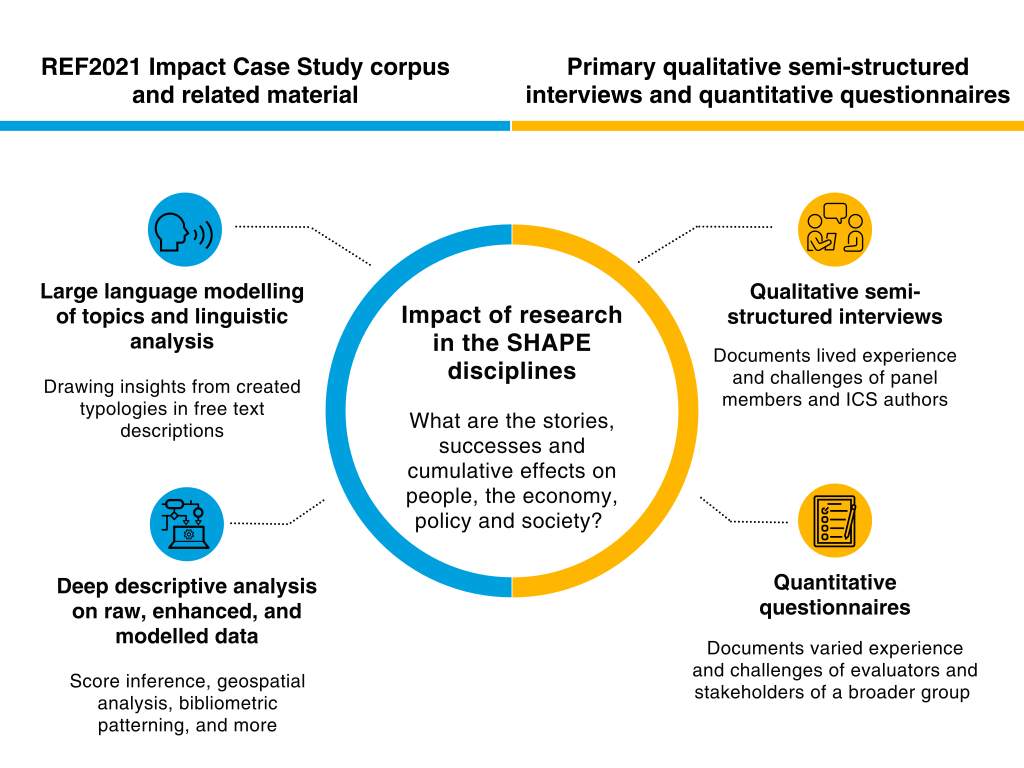 REF2021 Impact Case Study corpus
and related material
Primary qualitative semi-structured
interviews and quantitative questionnaires
Large language modelling
of topics and linguistic
analysis
Drawing insights from created
typologies in free text
descriptions
Deep descriptive analysis
on raw, enhanced, and
modelled data
Score inference, geospatial
analysis, bibliometric
patterning, and more
Impact of research
in the SHAPE
disciplines
What are the stories,
successes and
cumulative effects on
people, the economy,
policy and society?
Qualitative semi-
structured interviews
Documents lived experience
and challenges of panel
members and ICS authors
Quantitative
questionnaires
Documents varied experience
and challenges of evaluators and
stakeholders of a broader group